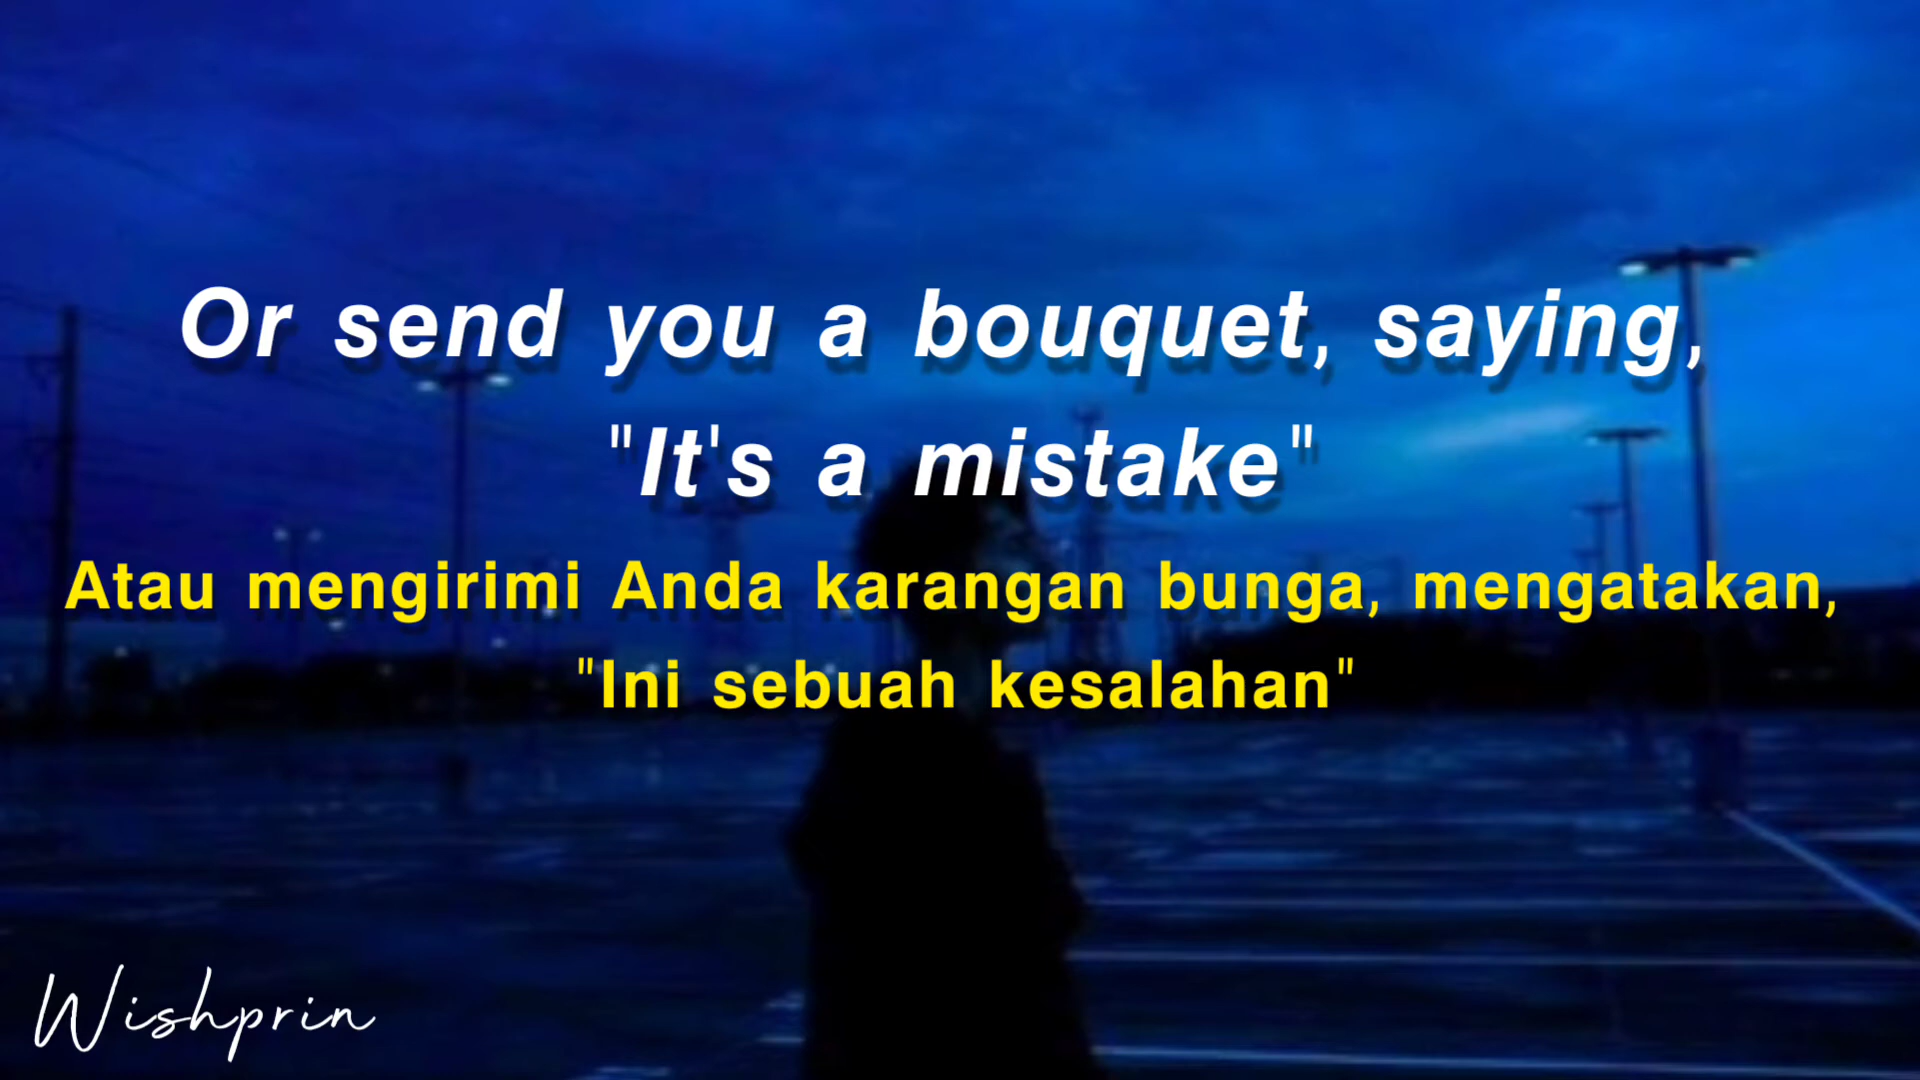 Or send you a bouquet, saying,
"It's a mistake"
Atau mengirimi Anda karangan bunga, mengatakan,
"Ini sebuah kesalahan"
Wishprin